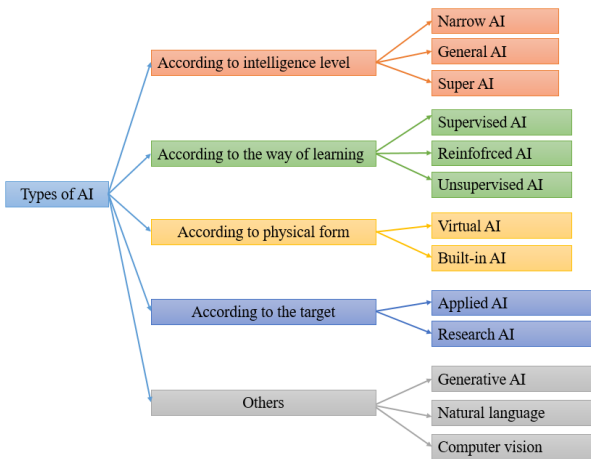 Types of AI
According to intelligence level
Narrow AI
General AI
Super AI
According to the way of learning
Supervised AI
Reinfofrced AI
Unsupervised AI
According to physical form
Virtual AI
Built-in AI
According to the target
Applied AI
Research AI
Others
Generative AI
Natural language
Computer vision